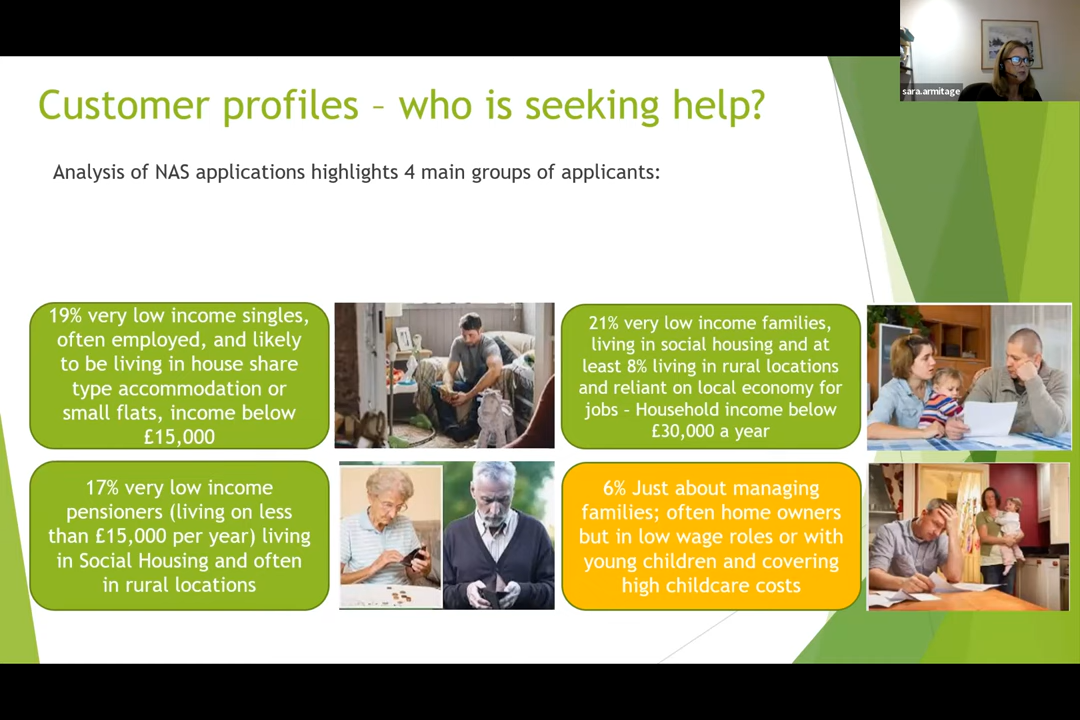 sara.armitage
Customer profiles – who is seeking help?
Analysis of NAS applications highlights 4 main groups of applicants:
19% very low income singles,
often employed, and likely
to be living in house share
type accommodation or
small flats, income below
£15,000
21% very low income families,
living in social housing and at
least 8% living in rural locations
and reliant on local economy for
jobs – Household income below
£30,000 a year
17% very low income
pensioners (living on less
than £15,000 per year) living
in Social Housing and often
in rural locations
6% Just about managing
families; often home owners
but in low wage roles or with
young children and covering
high childcare costs